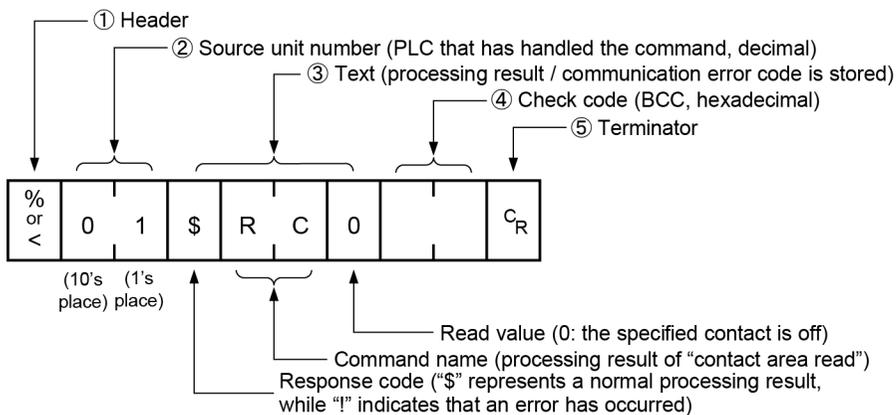 ① Header
② Source unit number (PLC that has handled the command, decimal)
③ Text (processing result / communication error code is stored)
④ Check code (BCC, hexadecimal)
⑤ Terminator
% or < 0 1 $ R C 0 CR
(10's place) (1's place)
Read value (0: the specified contact is off)
Command name (processing result of “contact area read”)
Response code (“$” represents a normal processing result,
while “!” indicates that an error has occurred)